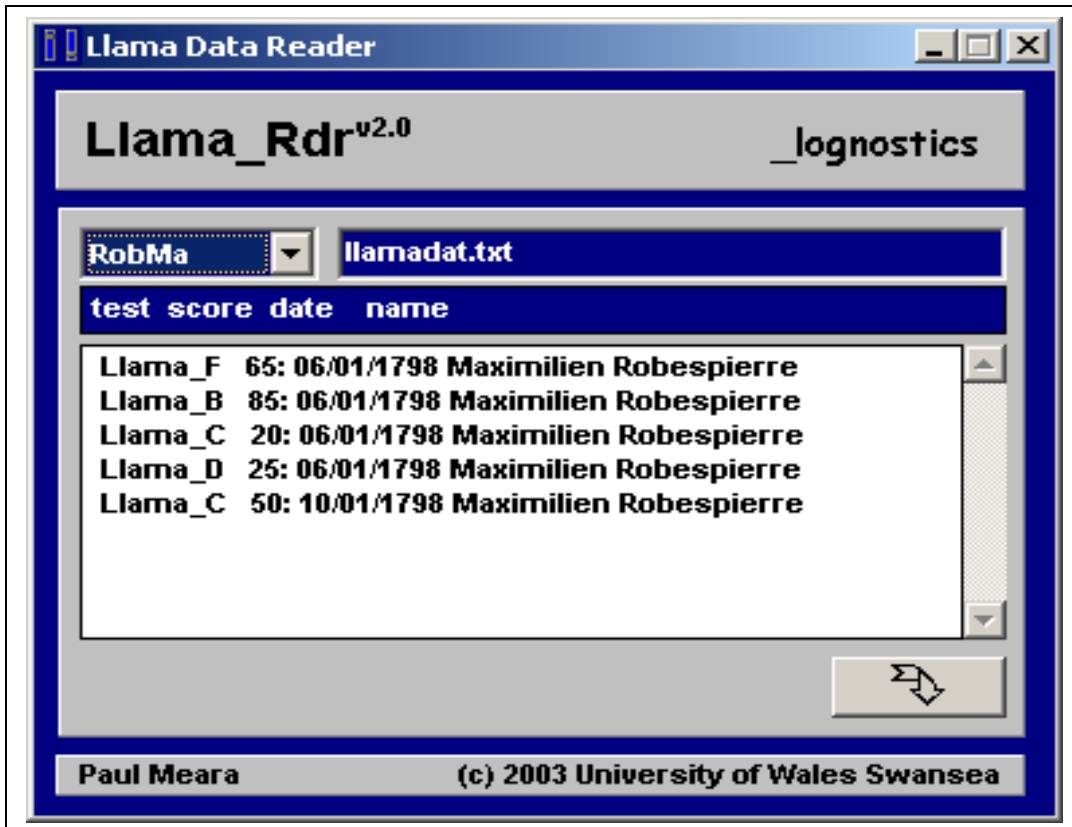 Llama Data Reader
Llama_Rdr v2.0
_lognostics
RobMa
llamadat.txt
test score date name
Llama_F 65: 06/01/1798 Maximilien Robespierre
Llama_B 85: 06/01/1798 Maximilien Robespierre
Llama_C 20: 06/01/1798 Maximilien Robespierre
Llama_D 25: 06/01/1798 Maximilien Robespierre
Llama_C 50: 10/01/1798 Maximilien Robespierre
Paul Meara
(c) 2003 University of Wales Swansea